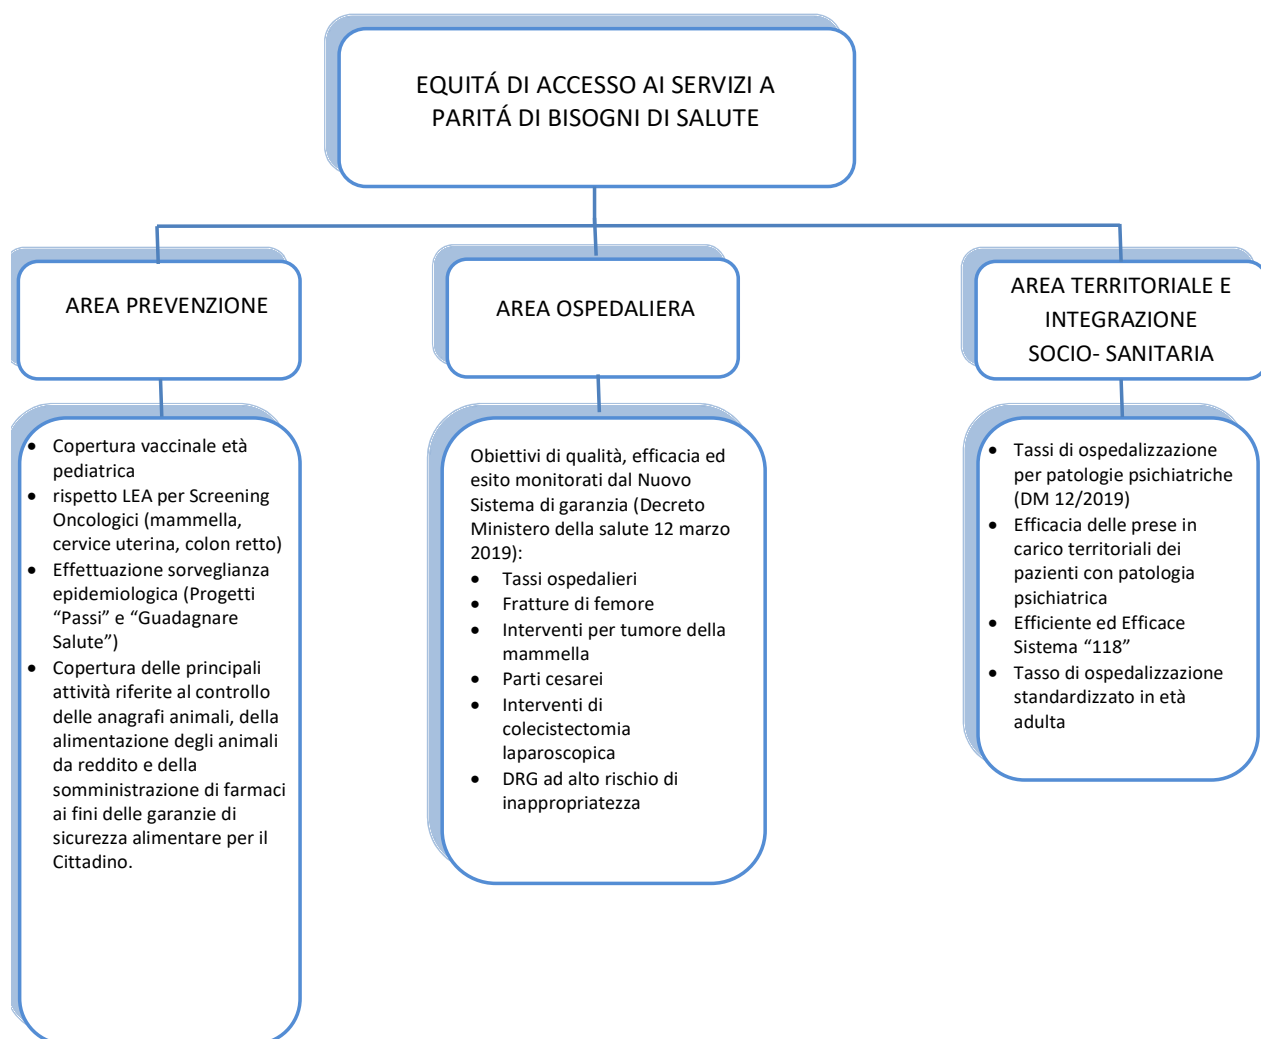 EQUITÁ DI ACCESSO AI SERVIZI A
PARITÁ DI BISOGNI DI SALUTE
AREA PREVENZIONE
• Copertura vaccinale età
pediatrica
• rispetto LEA per Screening
Oncologici (mammella,
cervice uterina, colon retto)
• Effettuazione sorveglianza
epidemiologica (Progetti
“Passi” e “Guadagnare
Salute”)
• Copertura delle principali
attività riferite al controllo
delle anagrafi animali, della
alimentazione degli animali
da reddito e della
somministrazione di farmaci
ai fini delle garanzie di
sicurezza alimentare per il
Cittadino.
AREA OSPEDALIERA
Obiettivi di qualità, efficacia ed
esito monitorati dal Nuovo
Sistema di garanzia (Decreto
Ministero della salute 12 marzo
2019):
• Tassi ospedalieri
• Fratture di femore
• Interventi per tumore della
mammella
• Parti cesarei
• Interventi di
colecistectomia
laparoscopica
• DRG ad alto rischio di
inappropriatezza
AREA TERRITORIALE E
INTEGRAZIONE
SOCIO- SANITARIA
• Tassi di ospedalizzazione
per patologie psichiatriche
(DM 12/2019)
• Efficacia delle prese in
carico territoriali dei
pazienti con patologia
psichiatrica
• Efficiente ed Efficace
Sistema “118”
• Tasso di ospedalizzazione
standardizzato in età
adulta